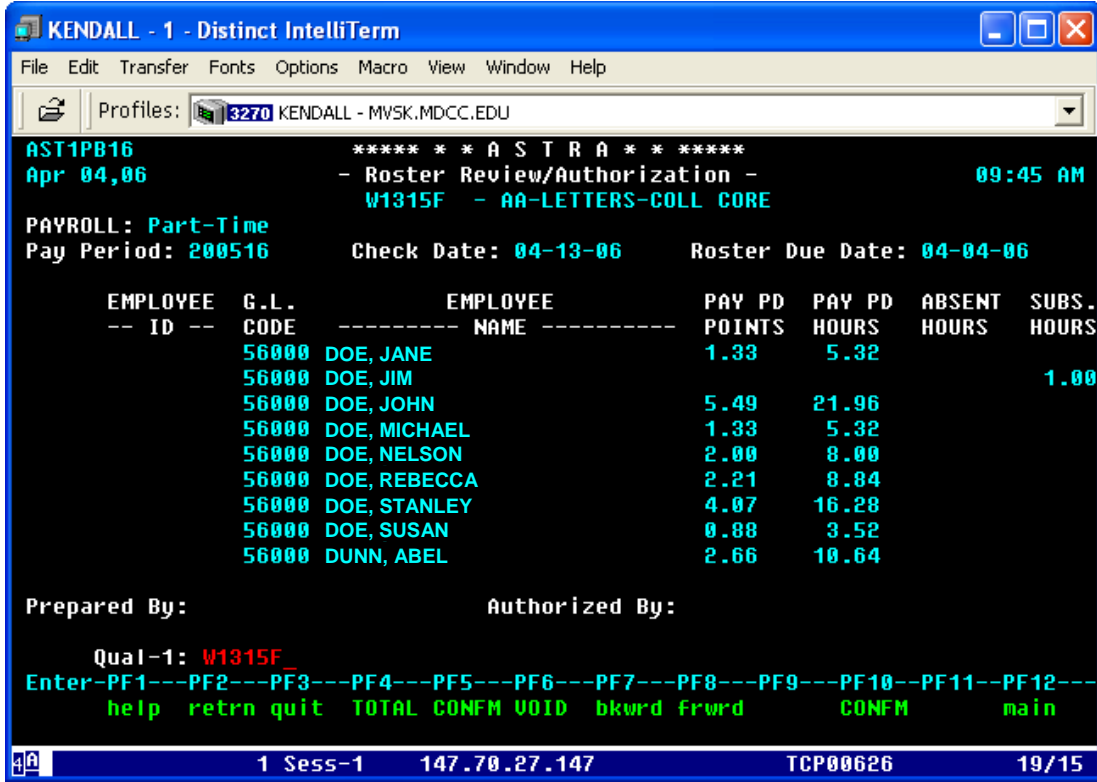 KENDALL - 1 - Distinct IntelliTerm
File Edit Transfer Fonts Options Macro View Window Help
Profiles: 3270 KENDALL - MVSK.MDCC.EDU
AST1PB16 ***** * * A S T R A * * *****
Apr 04,06 - Roster Review/Authorization - 09:45 AM
W1315F - AA-LETTERS-COLL CORE
PAYROLL: Part-Time
Pay Period: 200516 Check Date: 04-13-06 Roster Due Date: 04-04-06
EMPLOYEE G.L. EMPLOYEE PAY PD PAY PD ABSENT SUBS.
-- ID -- CODE --------- NAME ---------- POINTS HOURS HOURS HOURS
56000 DOE, JANE 1.33 5.32
56000 DOE, JIM 1.00
56000 DOE, JOHN 5.49 21.96
56000 DOE, MICHAEL 1.33 5.32
56000 DOE, NELSON 2.00 8.00
56000 DOE, REBECCA 2.21 8.84
56000 DOE, STANLEY 4.07 16.28
56000 DOE, SUSAN 0.88 3.52
56000 DUNN, ABEL 2.66 10.64
Prepared By: Authorized By:
Qual-1: W1315F_
Enter-PF1---PF2---PF3---PF4---PF5---PF6---PF7---PF8---PF9---PF10--PF11--PF12---
help retrn quit TOTAL CONFM VOID bkwrd frwrd CONFM main
4A 1 Sess-1 147.70.27.147 TCP00626 19/15